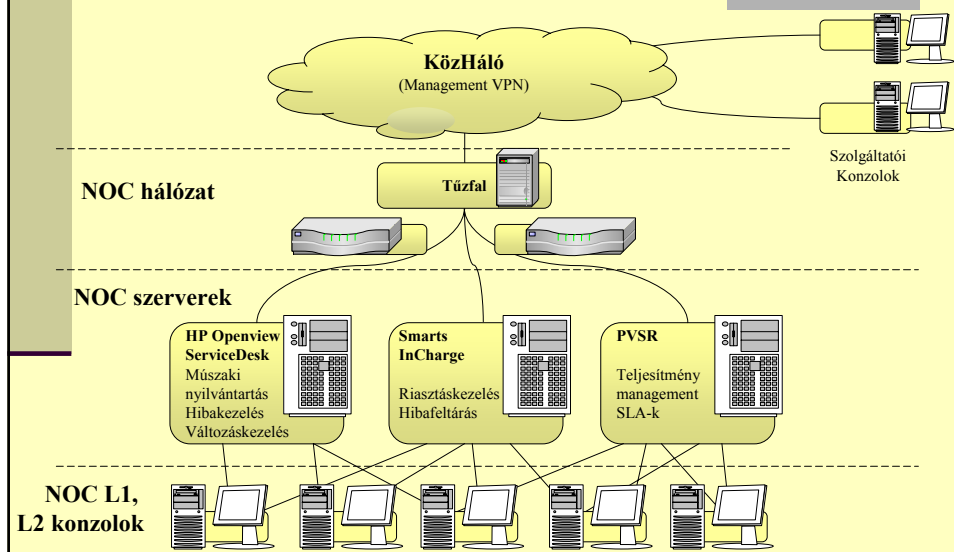 KözHáló
(Management VPN)
Szolgáltatói
Konzolok
NOC hálózat
Tűzfal
NOC szerverek
HP Openview
ServiceDesk
Múszaki
nyilvántartás
Hibakezelés
Változáskezelés
Smarts
InCharge
Riasztáskezelés
Hibafeltárás
PVSR
Teljesítmény
management
SLA-k
NOC L1,
L2 konzolok